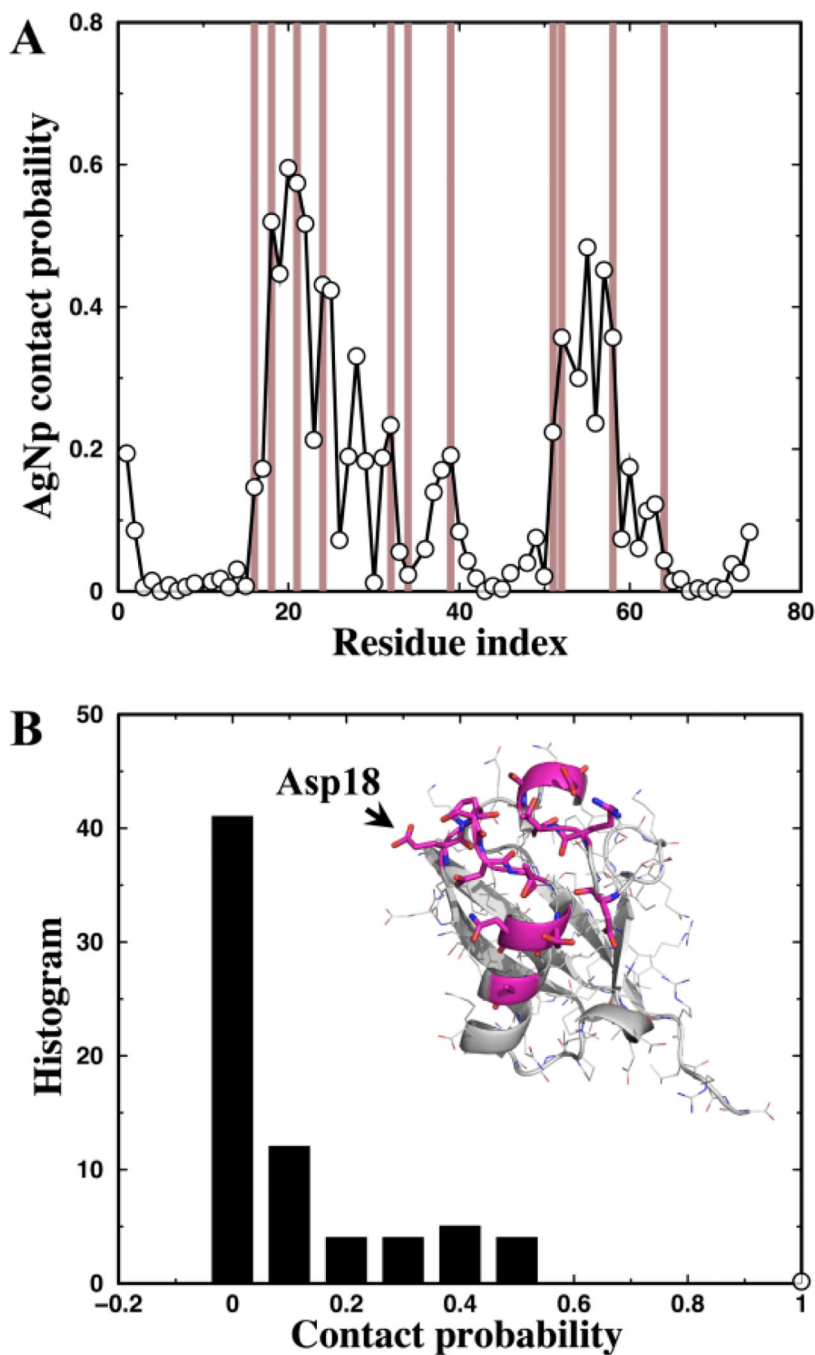 A
AgNp contact probaility
0.8
0.6
0.4
0.2
0
0 20 40 60 80
Residue index
B
Histogram
50
40
30
20
10
0
Asp18
−0.2 0 0.2 0.4 0.6 0.8 1
Contact probability